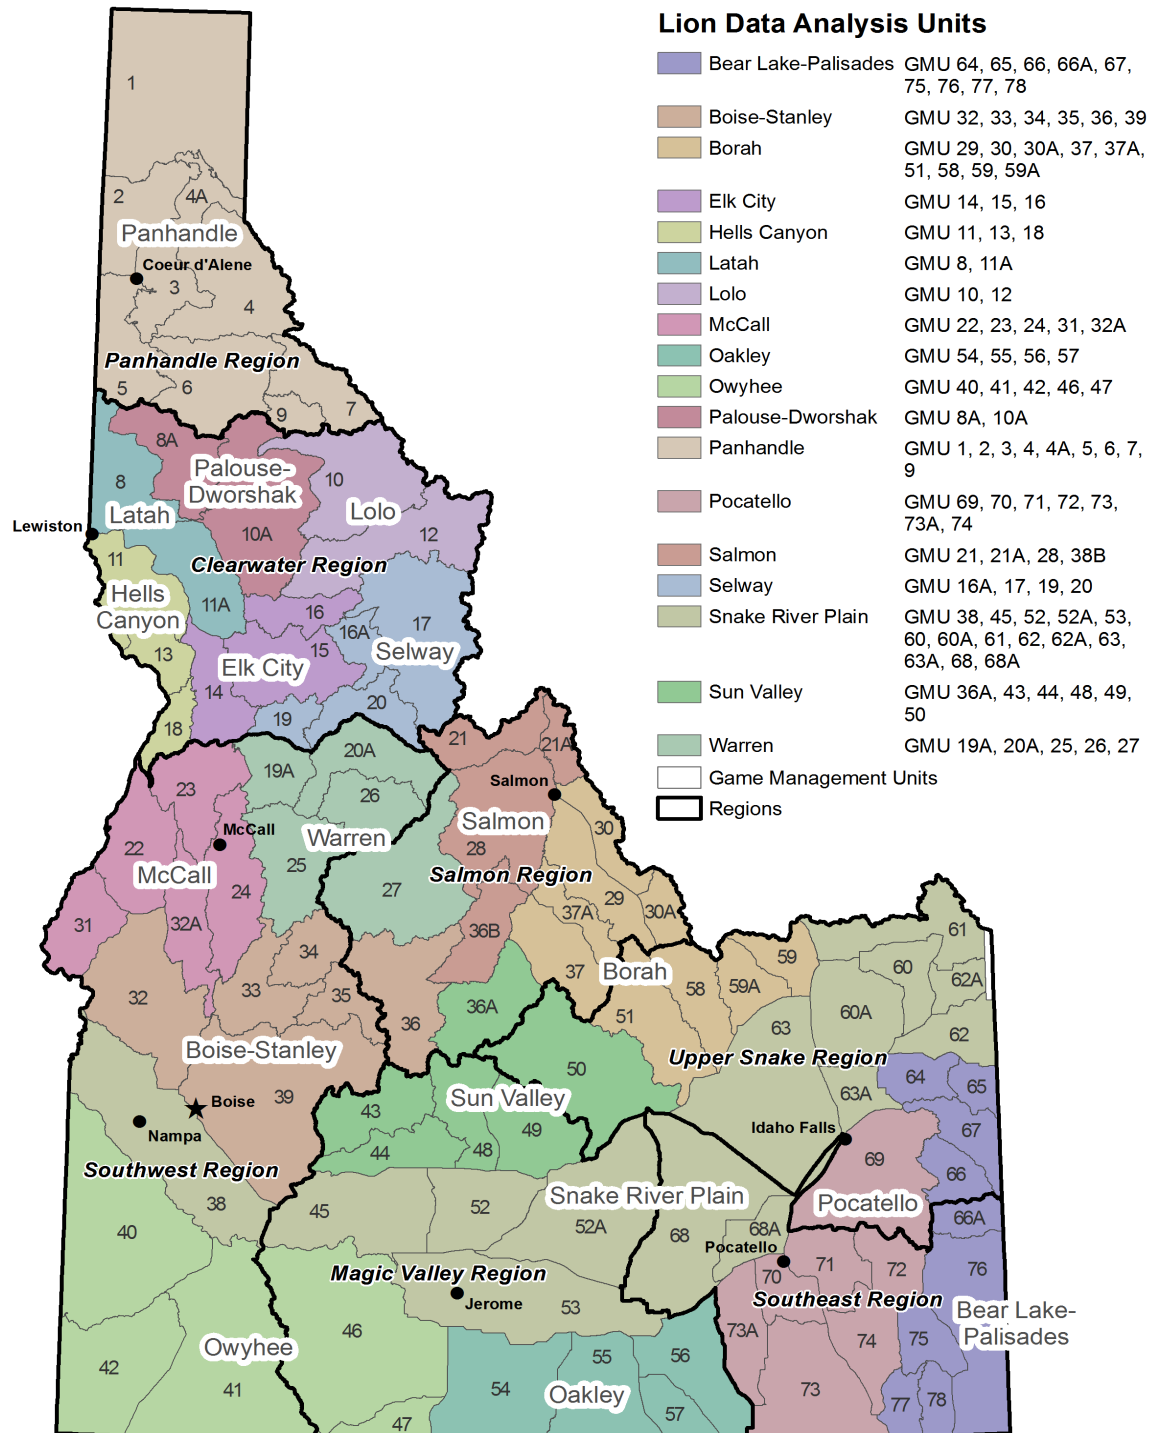 Lion Data Analysis Units
Bear Lake-Palisades GMU 64, 65, 66, 66A, 67,
75, 76, 77, 78
Boise-Stanley GMU 32, 33, 34, 35, 36, 39
Borah GMU 29, 30, 30A, 37, 37A,
51, 58, 59, 59A
Elk City GMU 14, 15, 16
Hells Canyon GMU 11, 13, 18
Latah GMU 8, 11A
Lolo GMU 10, 12
McCall GMU 22, 23, 24, 31, 32A
Oakley GMU 54, 55, 56, 57
Owyhee GMU 40, 41, 42, 46, 47
Palouse-Dworshak GMU 8A, 10A
Panhandle GMU 1, 2, 3, 4, 4A, 5, 6, 7,
9
Pocatello GMU 69, 70, 71, 72, 73,
73A, 74
Salmon GMU 21, 21A, 28, 38B
Selway GMU 16A, 17, 19, 20
Snake River Plain GMU 38, 45, 52, 52A, 53,
60, 60A, 61, 62, 62A, 63,
63A, 68, 68A
Sun Valley GMU 36A, 43, 44, 48, 49,
50
Warren GMU 19A, 20A, 25, 26, 27
Game Management Units
Regions
1
2
4A
Panhandle
Coeur d'Alene
3
4
Panhandle Region
5
6
9
7
8A
Palouse-
Dworshak
8
10
Latah
Lolo
Lewiston
10A
12
11
Clearwater Region
Hells
Canyon
11A
16
16A
17
13
15
Selway
Elk City
14
20
18
19
21
21A
20A
19A
23
26
Salmon
McCall
Warren
Salmon
30
22
28
McCall
25
Salmon Region
24
27
29
30A
31
32A
37A
36B
61
34
59
60
Borah
37
62A
32
33
35
36A
58
59A
36
51
60A
63
62
Boise-Stanley
Upper Snake Region
50
64
65
39
Sun Valley
63A
Boise
43
49
67
Nampa
Idaho Falls
44
48
69
66
Southwest Region
Snake River Plain
Pocatello
38
45
52
52A
68
68A
66A
40
Pocatello
71
72
76
Magic Valley Region
70
Jerome
53
Southeast Region
Bear Lake-
Palisades
46
73A
74
75
Owyhee
42
41
54
55
56
Oakley
73
77
78
57
47